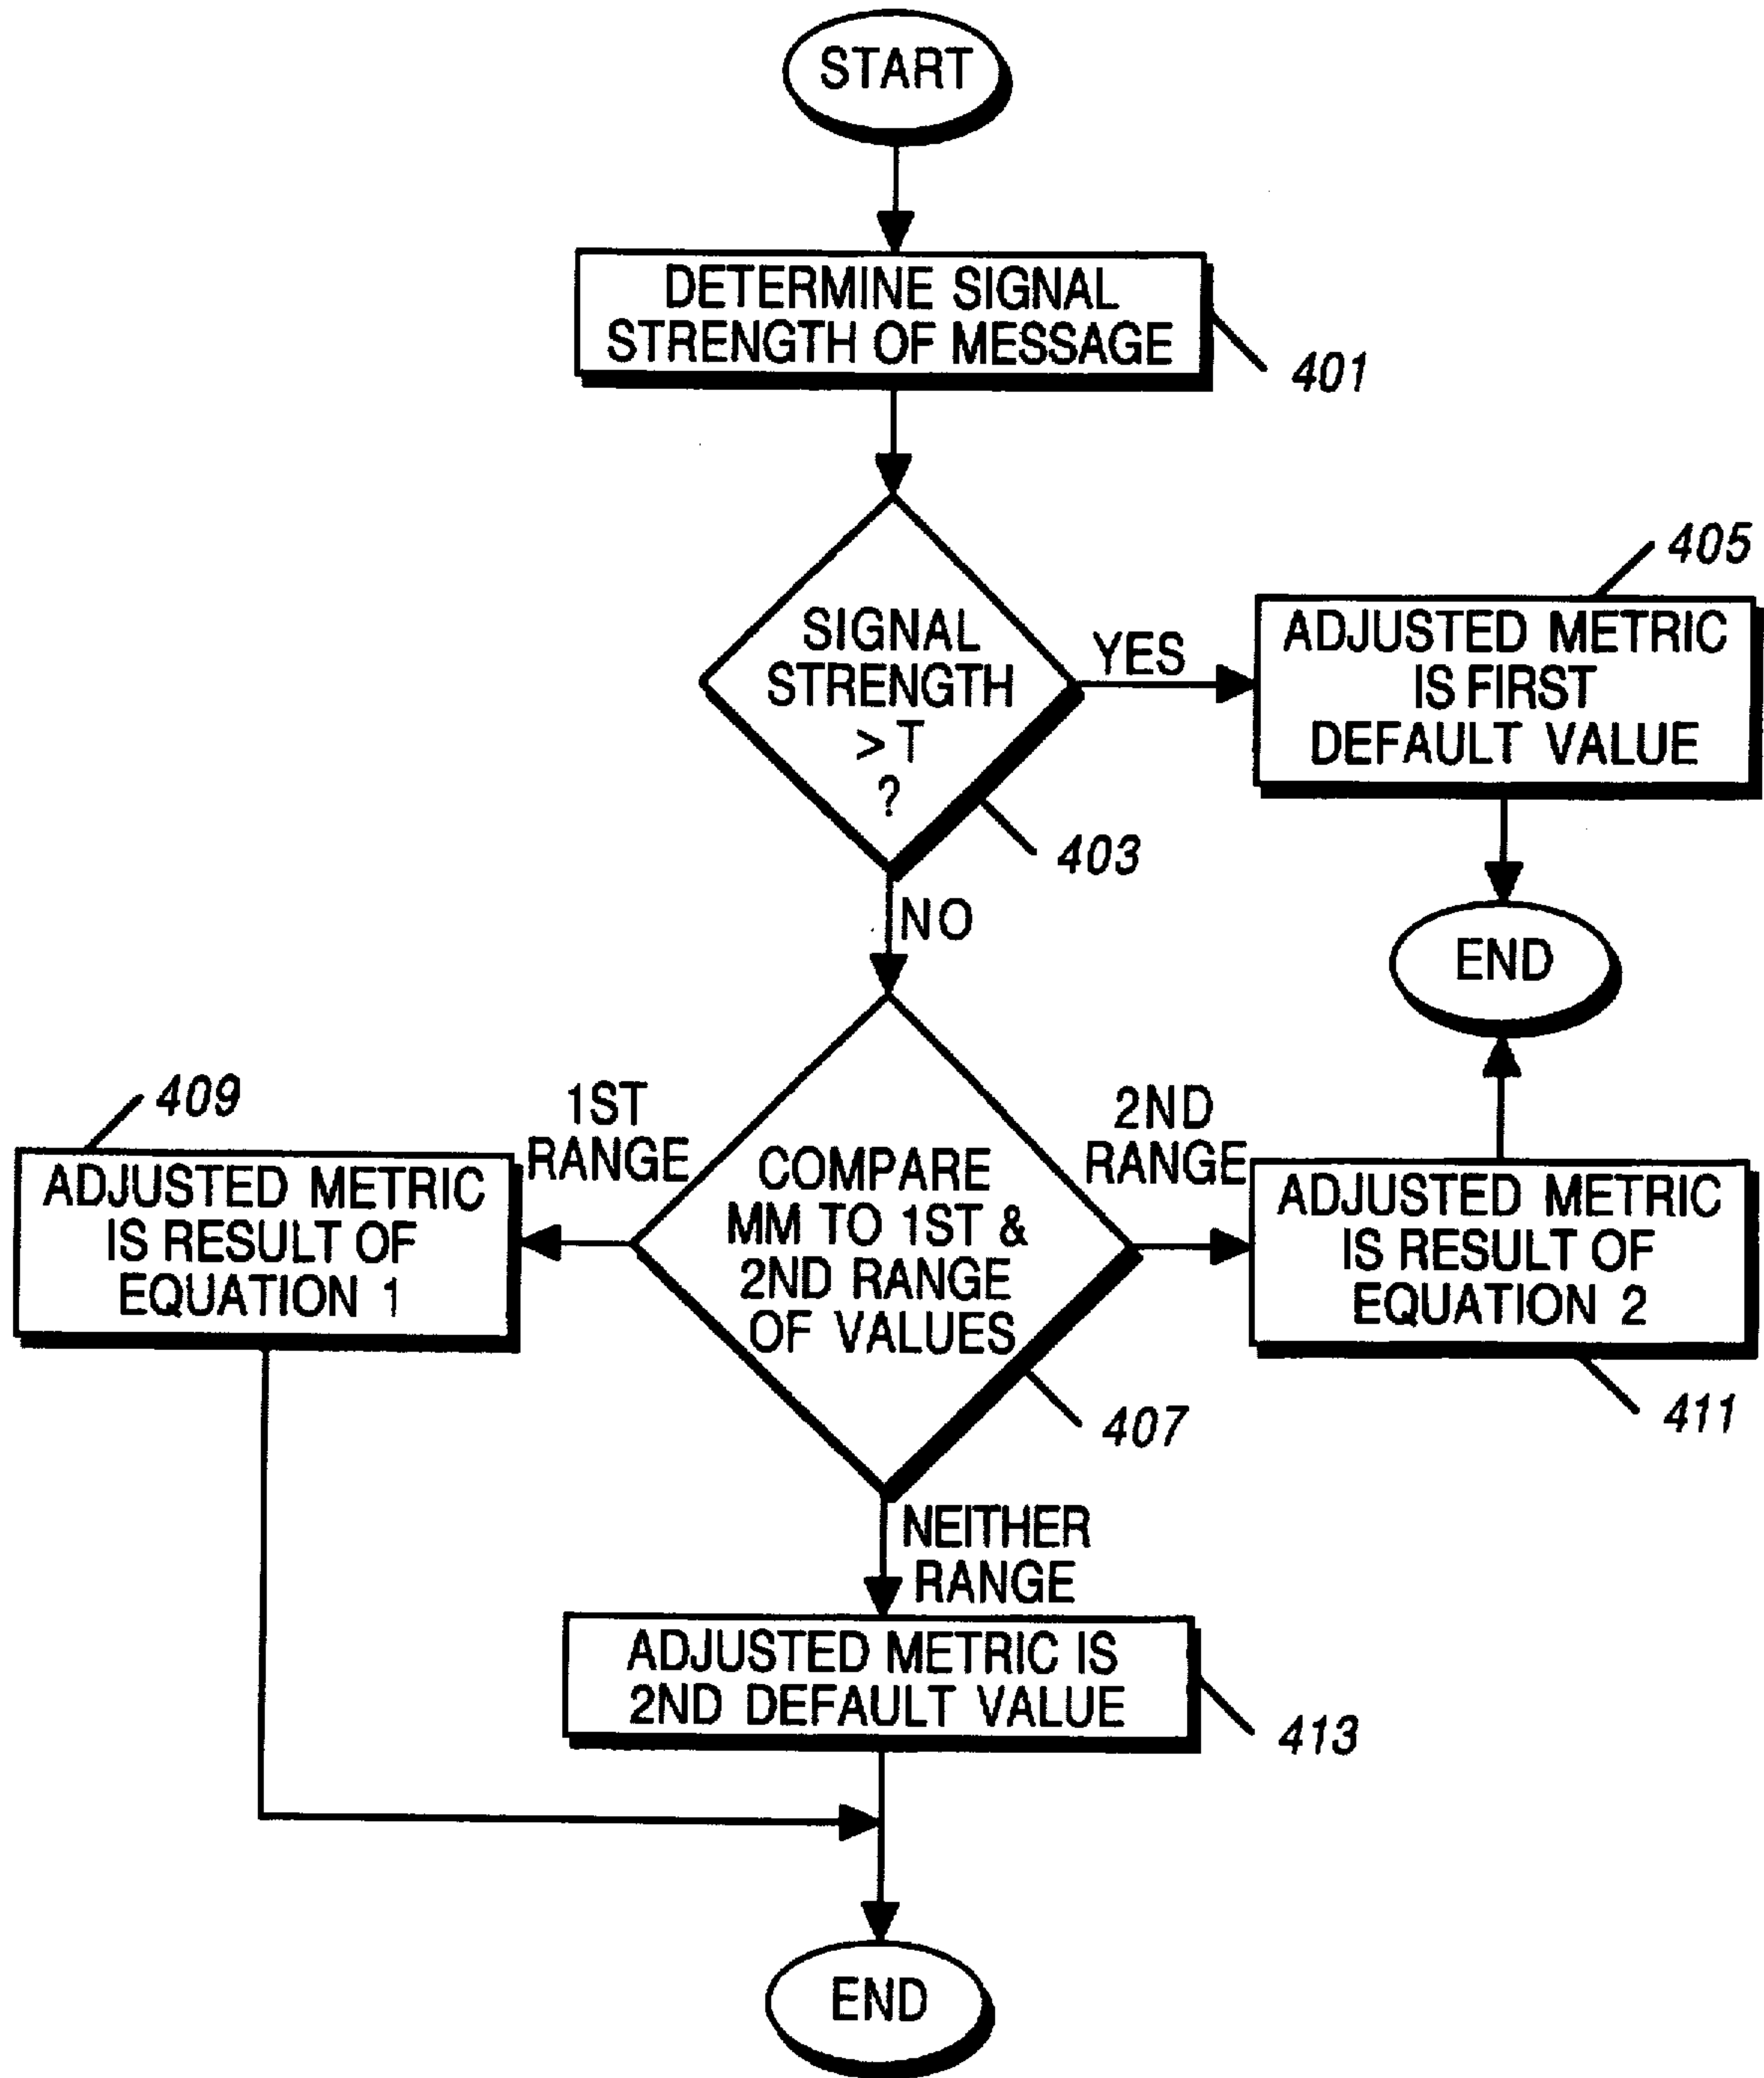 START
DETERMINE SIGNAL
STRENGTH OF MESSAGE
401
SIGNAL
STRENGTH
> T
?
403
YES
405
ADJUSTED METRIC
IS FIRST
DEFAULT VALUE
END
NO
409
1ST
RANGE
ADJUSTED METRIC
IS RESULT OF
EQUATION 1
COMPARE
MM TO 1ST &
2ND RANGE
OF VALUES
407
2ND
RANGE
ADJUSTED METRIC
IS RESULT OF
EQUATION 2
411
NEITHER
RANGE
ADJUSTED METRIC IS
2ND DEFAULT VALUE
413
END